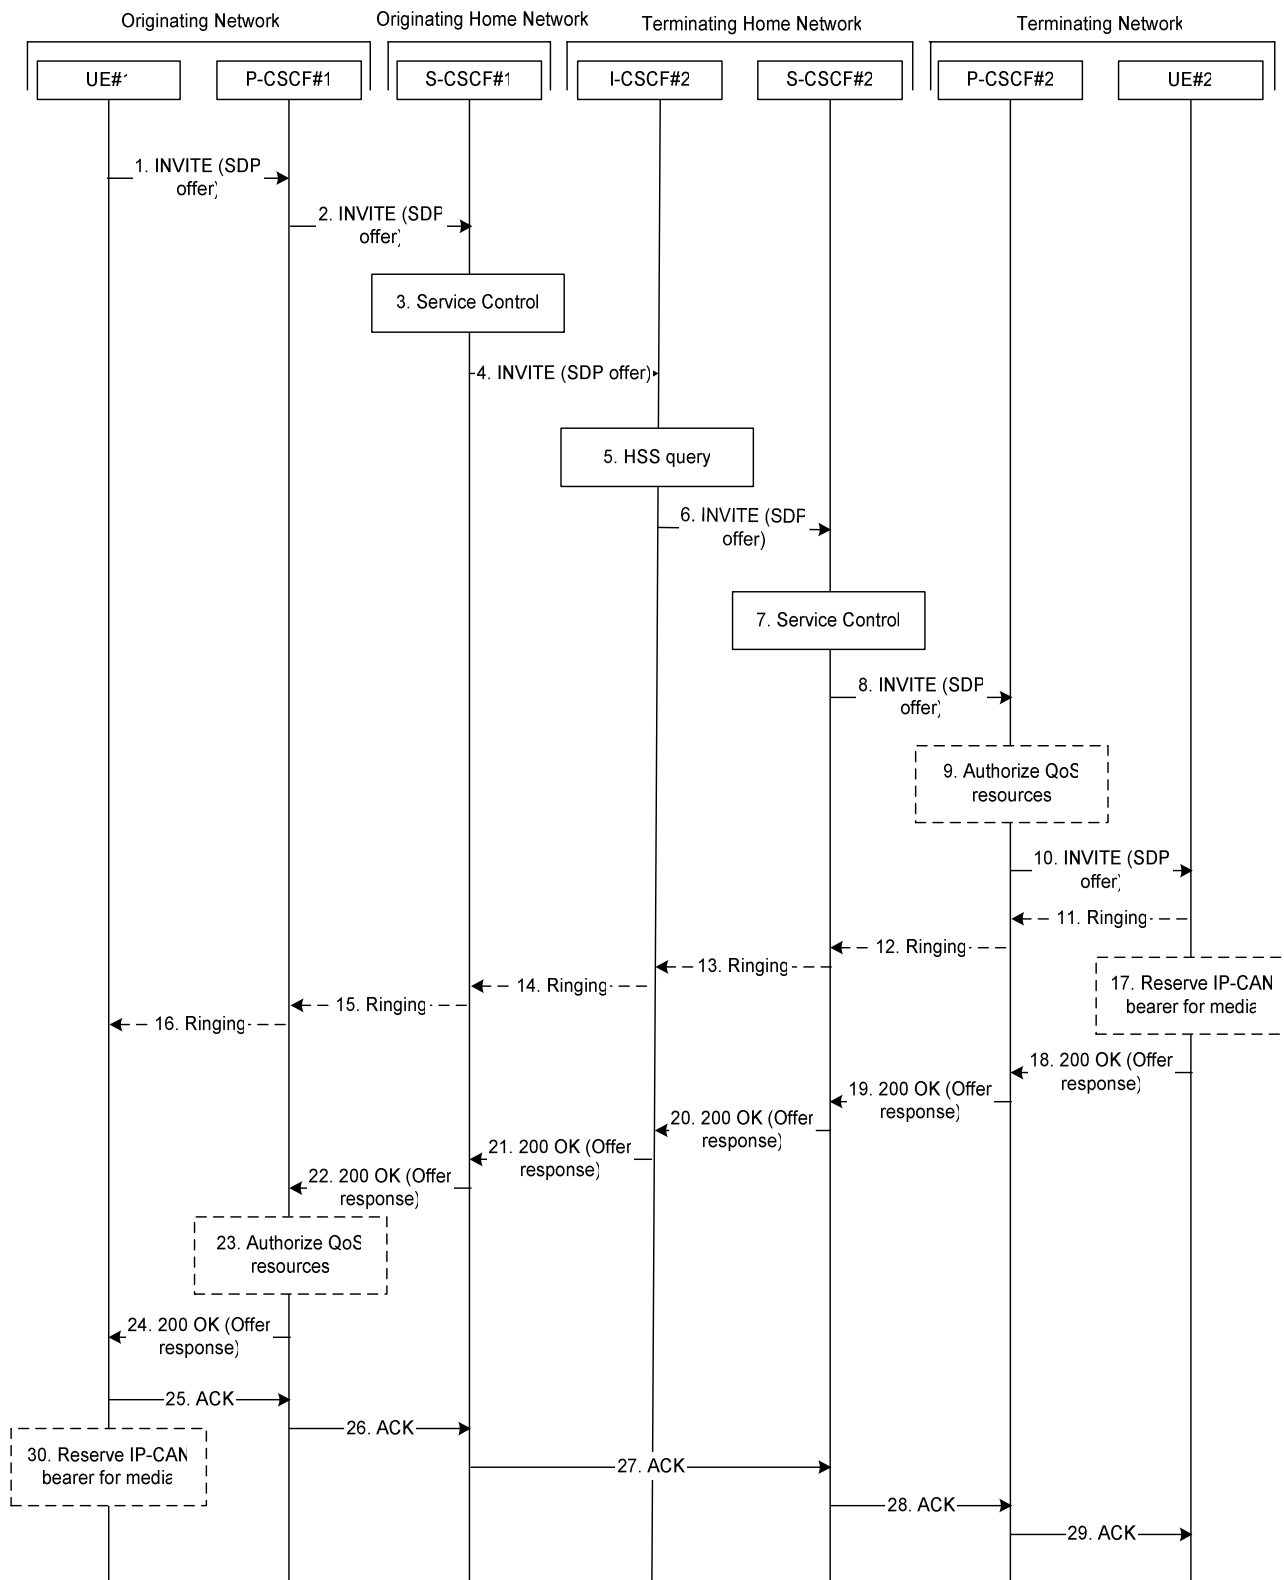 Originating Network
Originating Home Network
Terminating Home Network
Terminating Network
UE#1
P-CSCF#1
S-CSCF#1
I-CSCF#2
S-CSCF#2
P-CSCF#2
UE#2
1. INVITE (SDP
offer)
2. INVITE (SDP
offer)
3. Service Control
4. INVITE (SDP offer)
5. HSS query
6. INVITE (SDP
offer)
7. Service Control
8. INVITE (SDP
offer)
9. Authorize QoS
resources
10. INVITE (SDP
offer)
11. Ringing
12. Ringing
13. Ringing
14. Ringing
15. Ringing
16. Ringing
17. Reserve IP-CAN
bearer for media
18. 200 OK (Offer
response)
19. 200 OK (Offer
response)
20. 200 OK (Offer
response)
21. 200 OK (Offer
response)
22. 200 OK (Offer
response)
23. Authorize QoS
resources
24. 200 OK (Offer
response)
25. ACK
26. ACK
30. Reserve IP-CAN
bearer for media
27. ACK
28. ACK
29. ACK